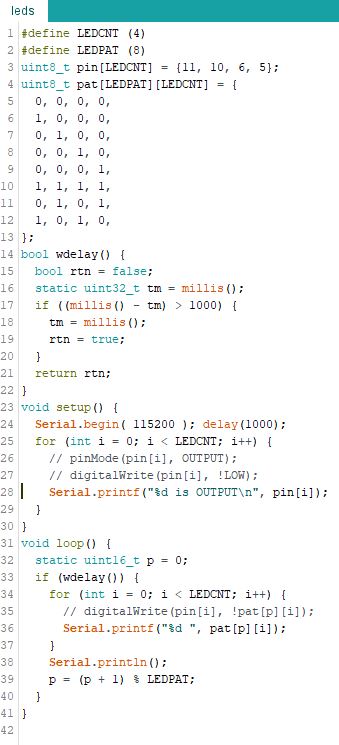 leds
1 #define LEDCNT (4)
2 #define LEDPAT (8)
3 uint8_t pin[LEDCNT] = {11, 10, 6, 5};
4 uint8_t pat[LEDPAT][LEDCNT] = {
5   0, 0, 0, 0,
6   1, 0, 0, 0,
7   0, 1, 0, 0,
8   0, 0, 1, 0,
9   0, 0, 0, 1,
10   1, 1, 1, 1,
11   0, 1, 0, 1,
12   1, 0, 1, 0,
13 };
14 bool wdelay() {
15   bool rtn = false;
16   static uint32_t tm = millis();
17   if ((millis() - tm) > 1000) {
18     tm = millis();
19     rtn = true;
20   }
21   return rtn;
22 }
23 void setup() {
24   Serial.begin( 115200 ); delay(1000);
25   for (int i = 0; i < LEDCNT; i++) {
26     // pinMode(pin[i], OUTPUT);
27     // digitalWrite(pin[i], !LOW);
28     Serial.printf("%d is OUTPUT\n", pin[i]);
29   }
30 }
31 void loop() {
32   static uint16_t p = 0;
33   if (wdelay()) {
34     for (int i = 0; i < LEDCNT; i++) {
35       // digitalWrite(pin[i], !pat[p][i]);
36       Serial.printf("%d ", pat[p][i]);
37     }
38     Serial.println();
39     p = (p + 1) % LEDPAT;
40   }
41 }
42